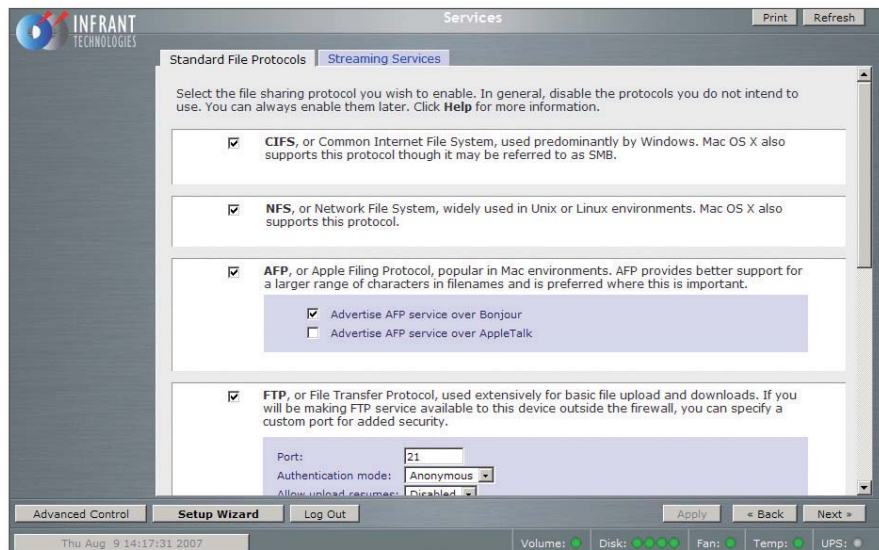 INFRANT
TECHNOLOGIES
Services
Print
Refresh
Standard File Protocols
Streaming Services
Select the file sharing protocol you wish to enable. In general, disable the protocols you do not intend to
use. You can always enable them later. Click Help for more information.
CIFS, or Common Internet File System, used predominantly by Windows. Mac OS X also
supports this protocol though it may be referred to as SMB.
NFS, or Network File System, widely used in Unix or Linux environments. Mac OS X also
supports this protocol.
AFP, or Apple Filing Protocol, popular in Mac environments. AFP provides better support for
a larger range of characters in filenames and is preferred where this is important.
Advertise AFP service over Bonjour
Advertise AFP service over AppleTalk
FTP, or File Transfer Protocol, used extensively for basic file upload and downloads. If you
will be making FTP service available to this device outside the firewall, you can specify a
custom port for added security.
Port: 21
Authentication mode: Anonymous
Allow upload resumes: Disabled
Advanced Control
Setup Wizard
Log Out
Apply
« Back
Next »
Thu Aug 9 14:17:31 2007
Volume:
Disk:
Fan:
Temp:
UPS: